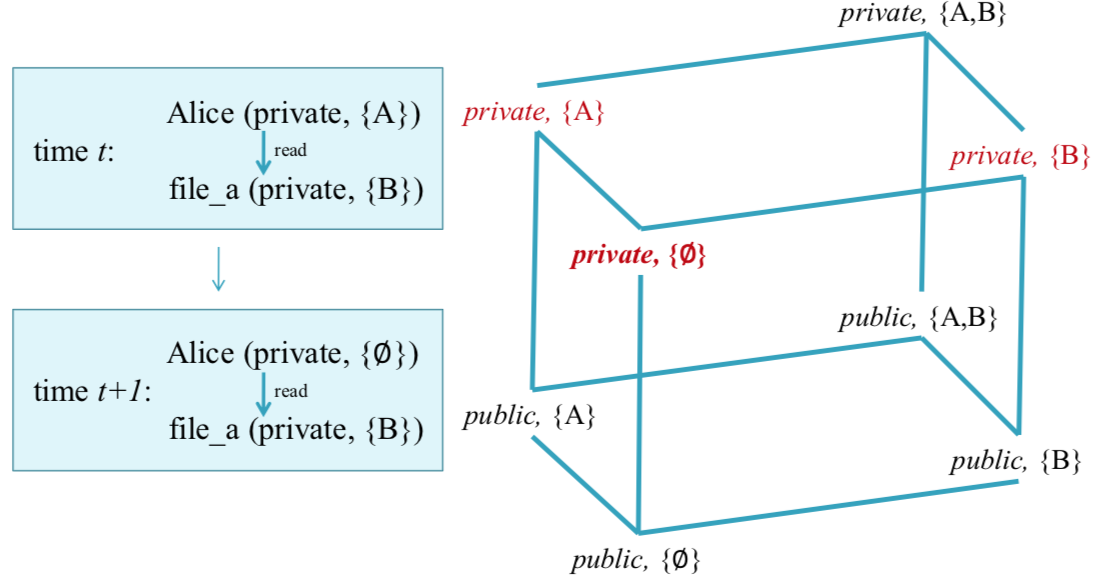 Alice (private, {A})
time t:
read
file_a (private, {B})
Alice (private, {∅})
time t+1:
read
file_a (private, {B})
private, {A,B}
private, {A}
private, {B}
private, {∅}
public, {A,B}
public, {A}
public, {B}
public, {∅}